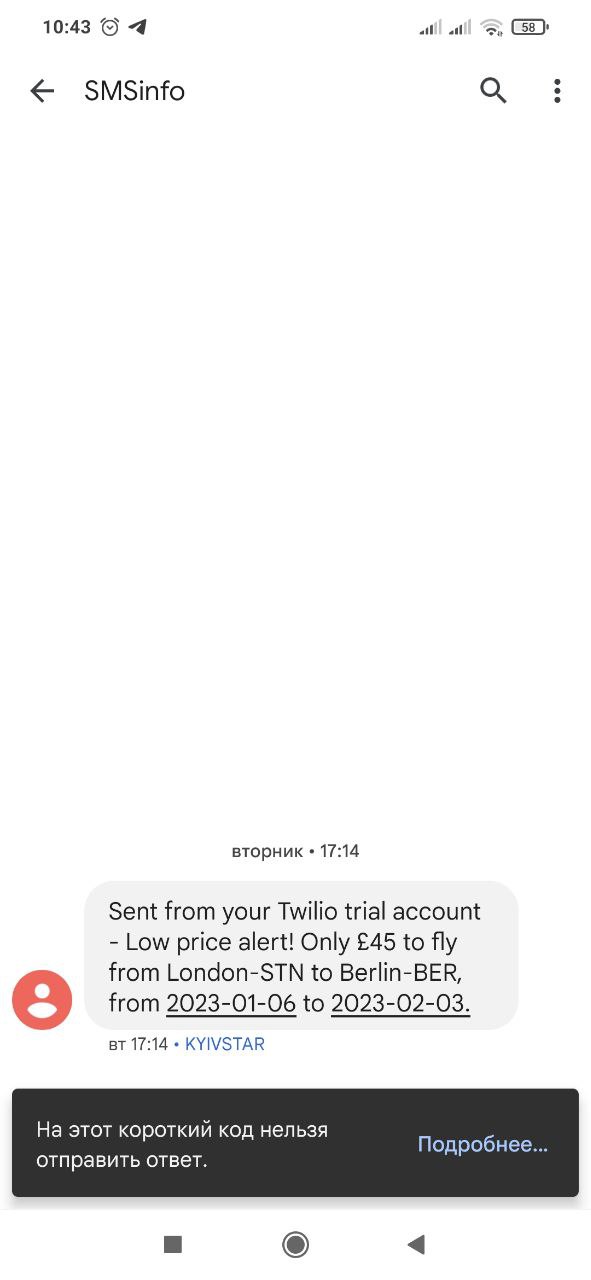 10:43
58
SMSinfo
вторник • 17:14
Sent from your Twilio trial account
- Low price alert! Only £45 to fly
from London-STN to Berlin-BER,
from 2023-01-06 to 2023-02-03.
вт 17:14 • KYIVSTAR
На этот короткий код нельзя
отправить ответ.
Подробнее...